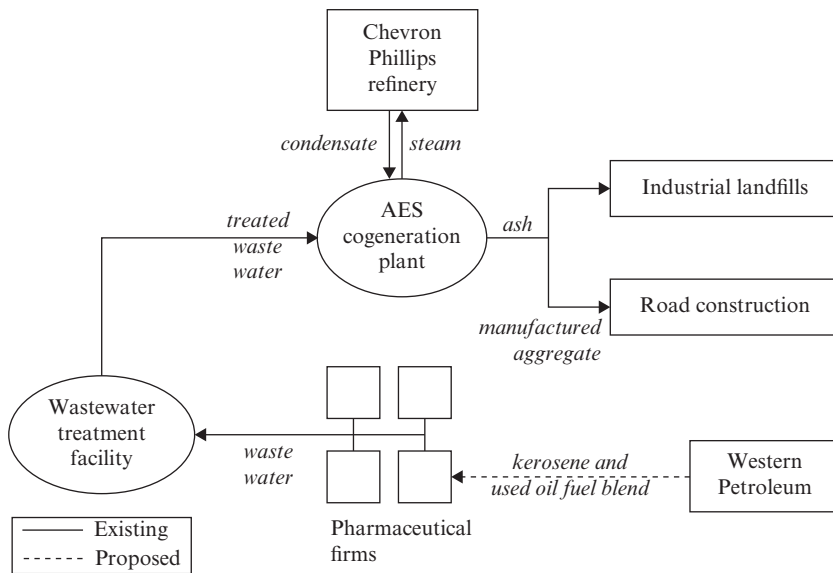 Chevron
Phillips
refinery
condensate
steam
AES
cogeneration
plant
treated
waste
water
ash
Industrial landfills
Road construction
manufactured
aggregate
Wastewater
treatment
facility
waste
water
kerosene and
used oil fuel blend
Western
Petroleum
Pharmaceutical
firms
Existing
Proposed